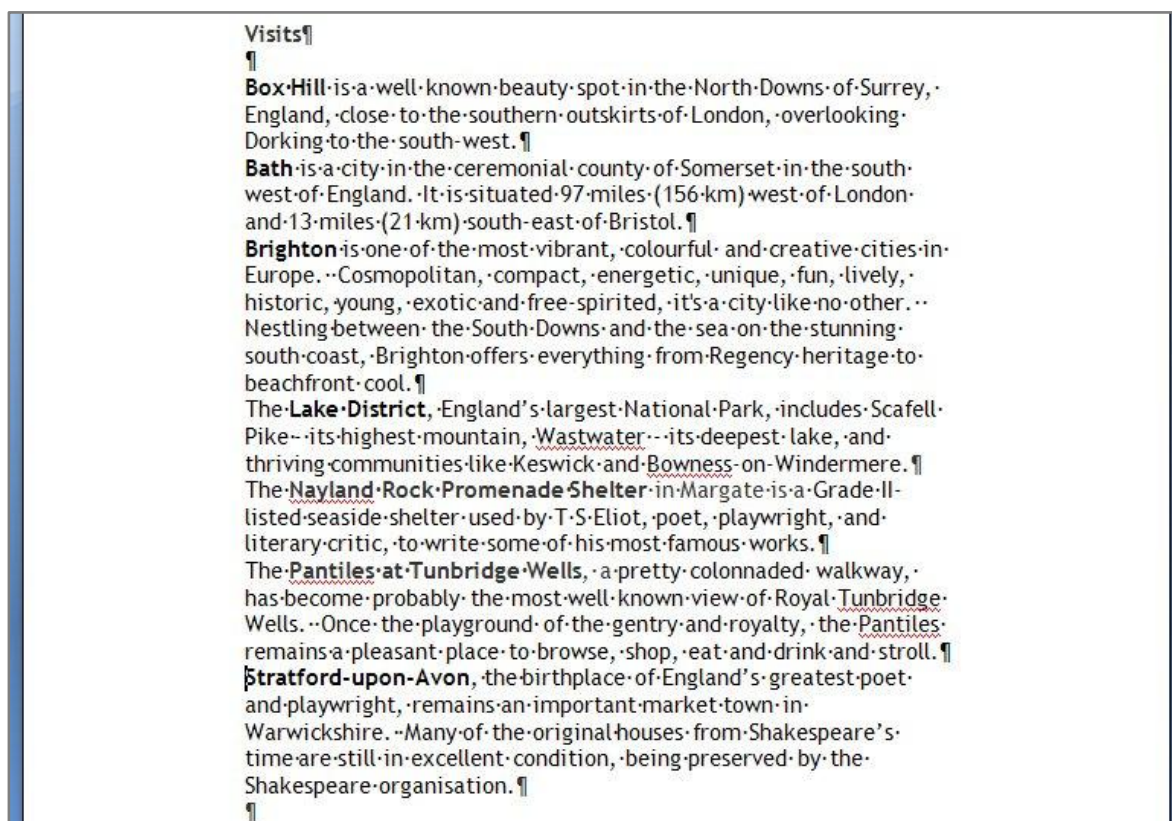 Visits¶
¶
Box·Hill·is·a·well·known·beauty·spot·in·the·North·Downs·of·Surrey,·
England,·close·to·the·southern·outskirts·of·London,·overlooking·
Dorking·to·the·south-west.¶
Bath·is·a·city·in·the·ceremonial·county·of·Somerset·in·the·south·
west·of·England.·It·is·situated·97·miles·(156·km)·west·of·London·
and·13·miles·(21·km)·south-east·of·Bristol.¶
Brighton·is·one·of·the·most·vibrant,·colourful·and·creative·cities·in·
Europe.··Cosmopolitan,·compact,·energetic,·unique,·fun,·lively,·
historic,·young,·exotic·and·free-spirited,·it's·a·city·like·no·other.··
Nestling·between·the·South·Downs·and·the·sea·on·the·stunning·
south·coast,·Brighton·offers·everything·from·Regency·heritage·to·
beachfront·cool.¶
The·Lake·District,·England’s·largest·National·Park,·includes·Scafell·
Pike·-·its·highest·mountain,·Wastwater·-·its·deepest·lake,·and·
thriving·communities·like·Keswick·and·Bowness-on-Windermere.¶
The·Nayland·Rock·Promenade·Shelter·in·Margate·is·a·Grade·II-
listed·seaside·shelter·used·by·T·S·Eliot,·poet,·playwright,·and·
literary·critic,·to·write·some·of·his·most·famous·works.¶
The·Pantiles·at·Tunbridge·Wells,·a·pretty·colonnaded·walkway,·
has·become·probably·the·most·well·known·view·of·Royal·Tunbridge·
Wells.··Once·the·playground·of·the·gentry·and·royalty,·the·Pantiles·
remains·a·pleasant·place·to·browse,·shop,·eat·and·drink·and·stroll.¶
Stratford-upon-Avon,·the·birthplace·of·England’s·greatest·poet·
and·playwright,·remains·an·important·market·town·in·
Warwickshire.··Many·of·the·original·houses·from·Shakespeare’s·
time·are·still·in·excellent·condition,·being·preserved·by·the·
Shakespeare·organisation.¶
¶